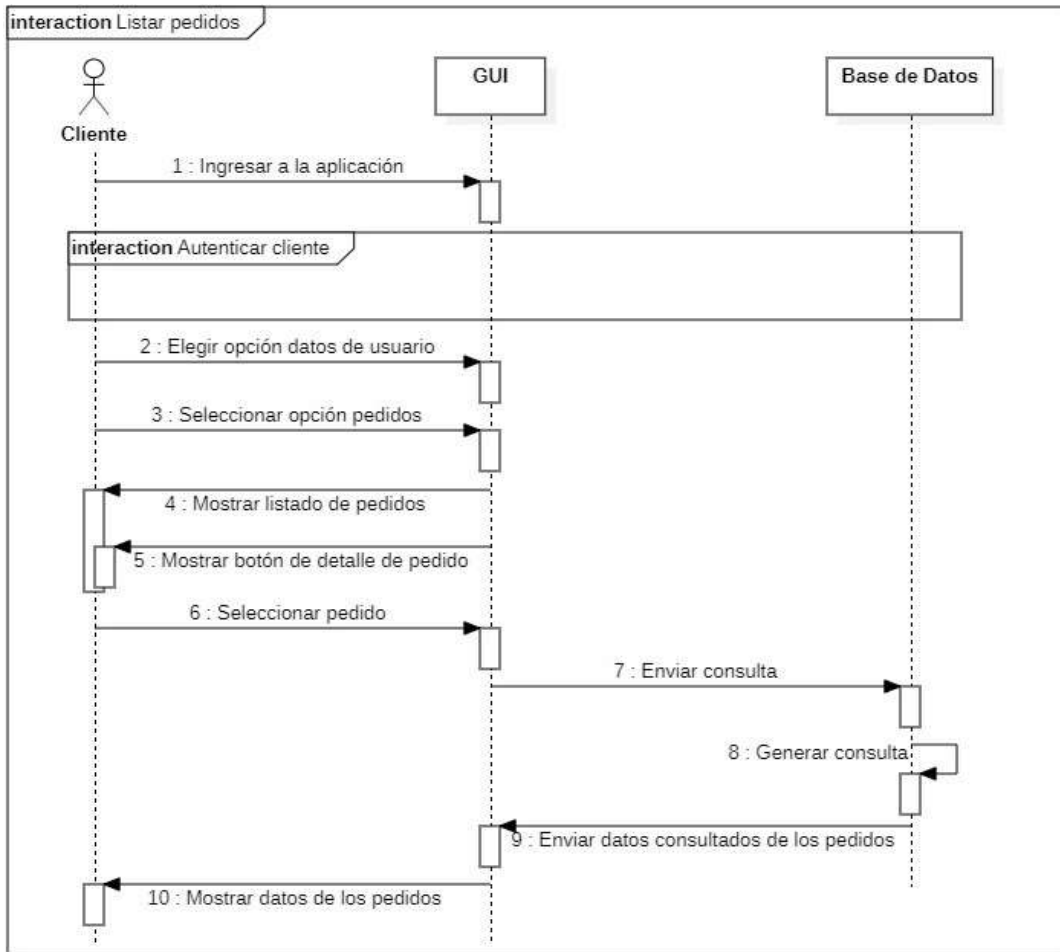 interaction Listar pedidos
GUI
Base de Datos
Cliente
1 : Ingresar a la aplicación
interaction Autenticar cliente
2 : Elegir opción datos de usuario
3 : Seleccionar opción pedidos
4 : Mostrar listado de pedidos
5 : Mostrar botón de detalle de pedido
6 : Seleccionar pedido
7 : Enviar consulta
8 : Generar consulta
9 : Enviar datos consultados de los pedidos
10 : Mostrar datos de los pedidos